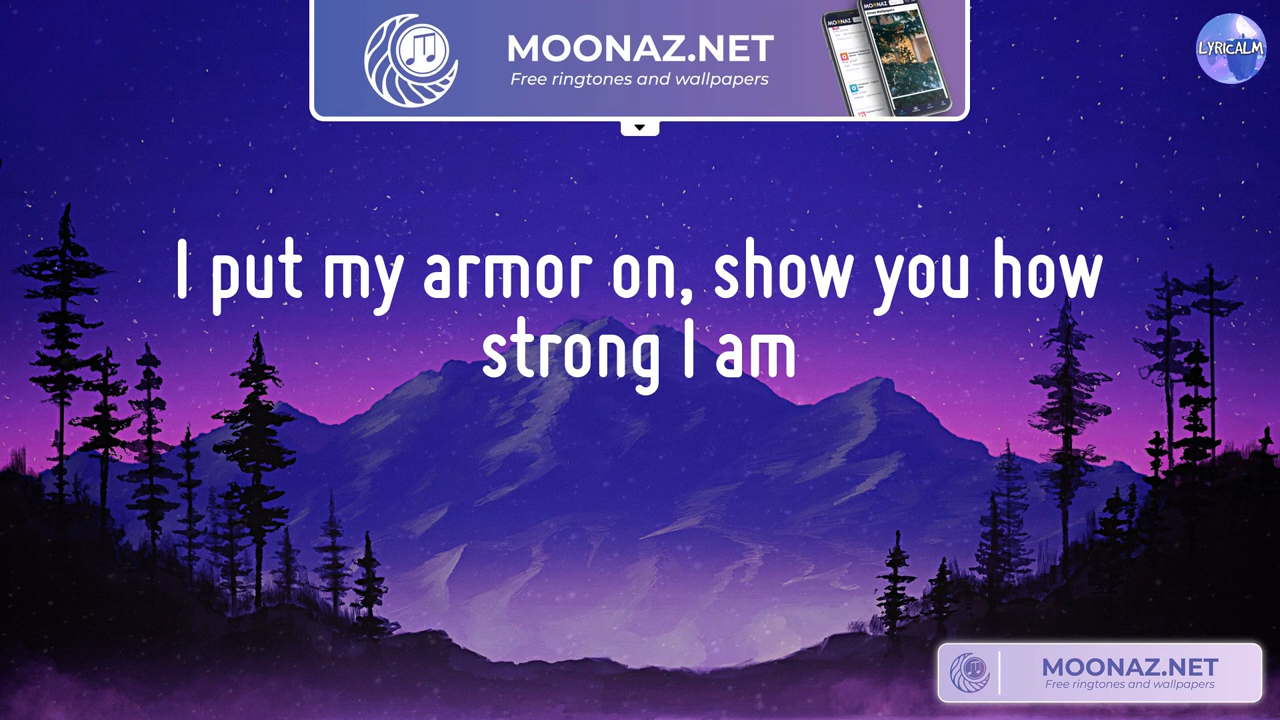 MOONAZ.NET
Free ringtones and wallpapers
LYRICALM
I put my armor on, show you how
strong I am
MOONAZ.NET
Free ringtones and wallpapers